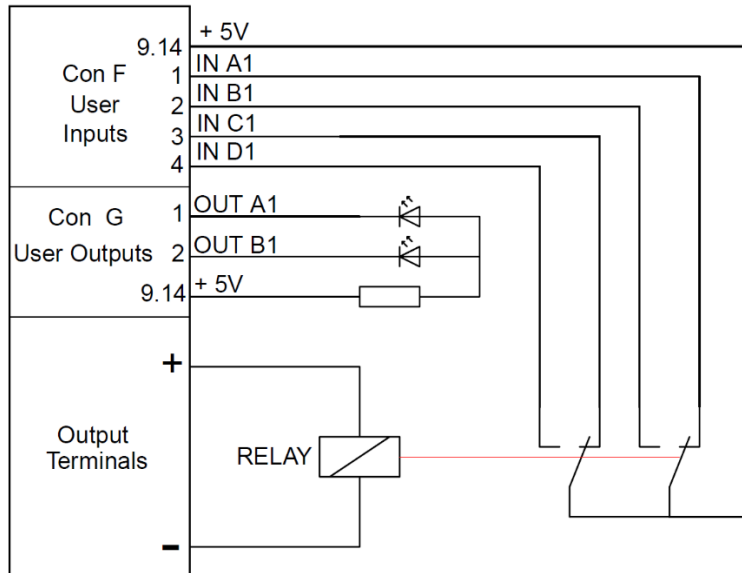 + 5V
9.14
IN A1
Con F
1
User
IN B1
2
Inputs
IN C1
3
IN D1
4
Con G
1
OUT A1
User Outputs
2
OUT B1
9.14
+ 5V
+
Output
Terminals
RELAY
-